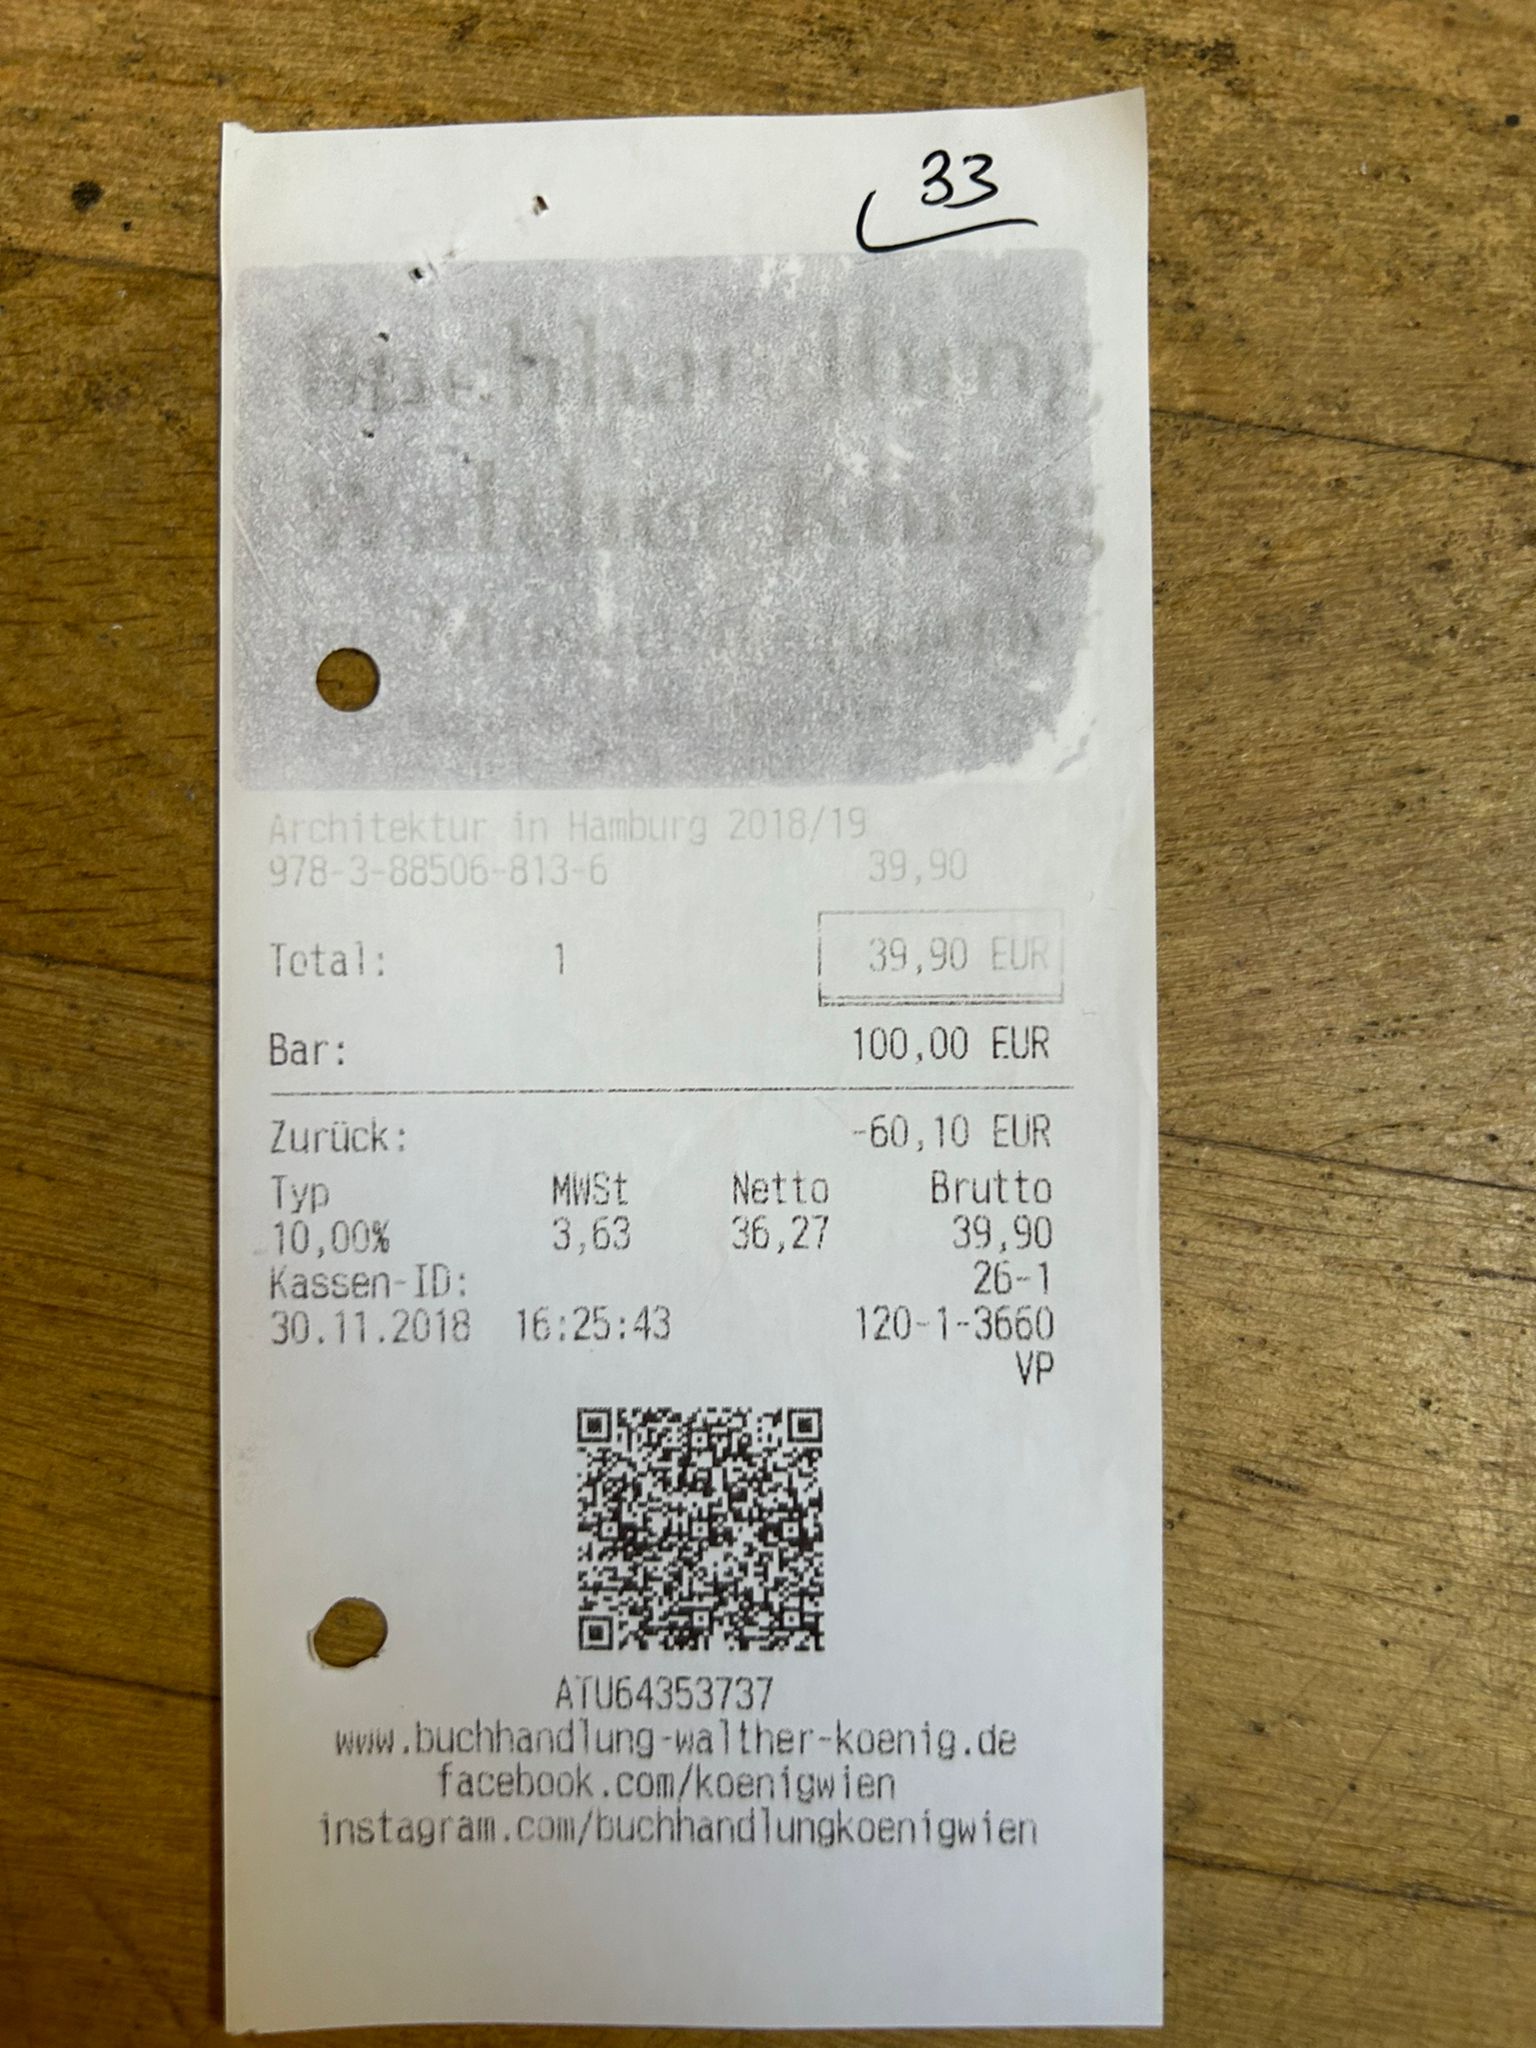 33
Buchhandlung
Walther König
Architektur in Hamburg 2018/19
978-3-88506-813-6 39,90
Total: 1 39,90 EUR
Bar: 100,00 EUR
Zurück: -60,10 EUR
Typ MWSt Netto Brutto
10,00% 3,63 36,27 39,90
Kassen-ID: 26-1
30.11.2018 16:25:43 120-1-3660
VP
ATU64353737
www.buchhandlung-walther-koenig.de
facebook.com/koenigwien
instagram.com/buchhandlungkoenigwien